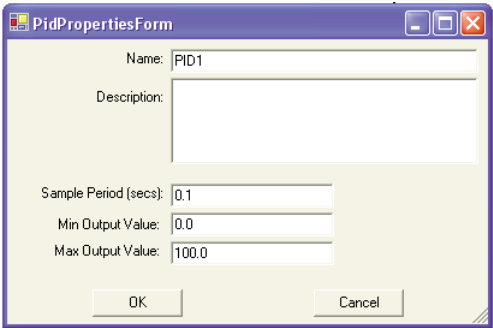 PidPropertiesForm
Name: PID1
Description:
Sample Period (secs): 0.1
Min Output Value: 0.0
Max Output Value: 100.0
OK Cancel